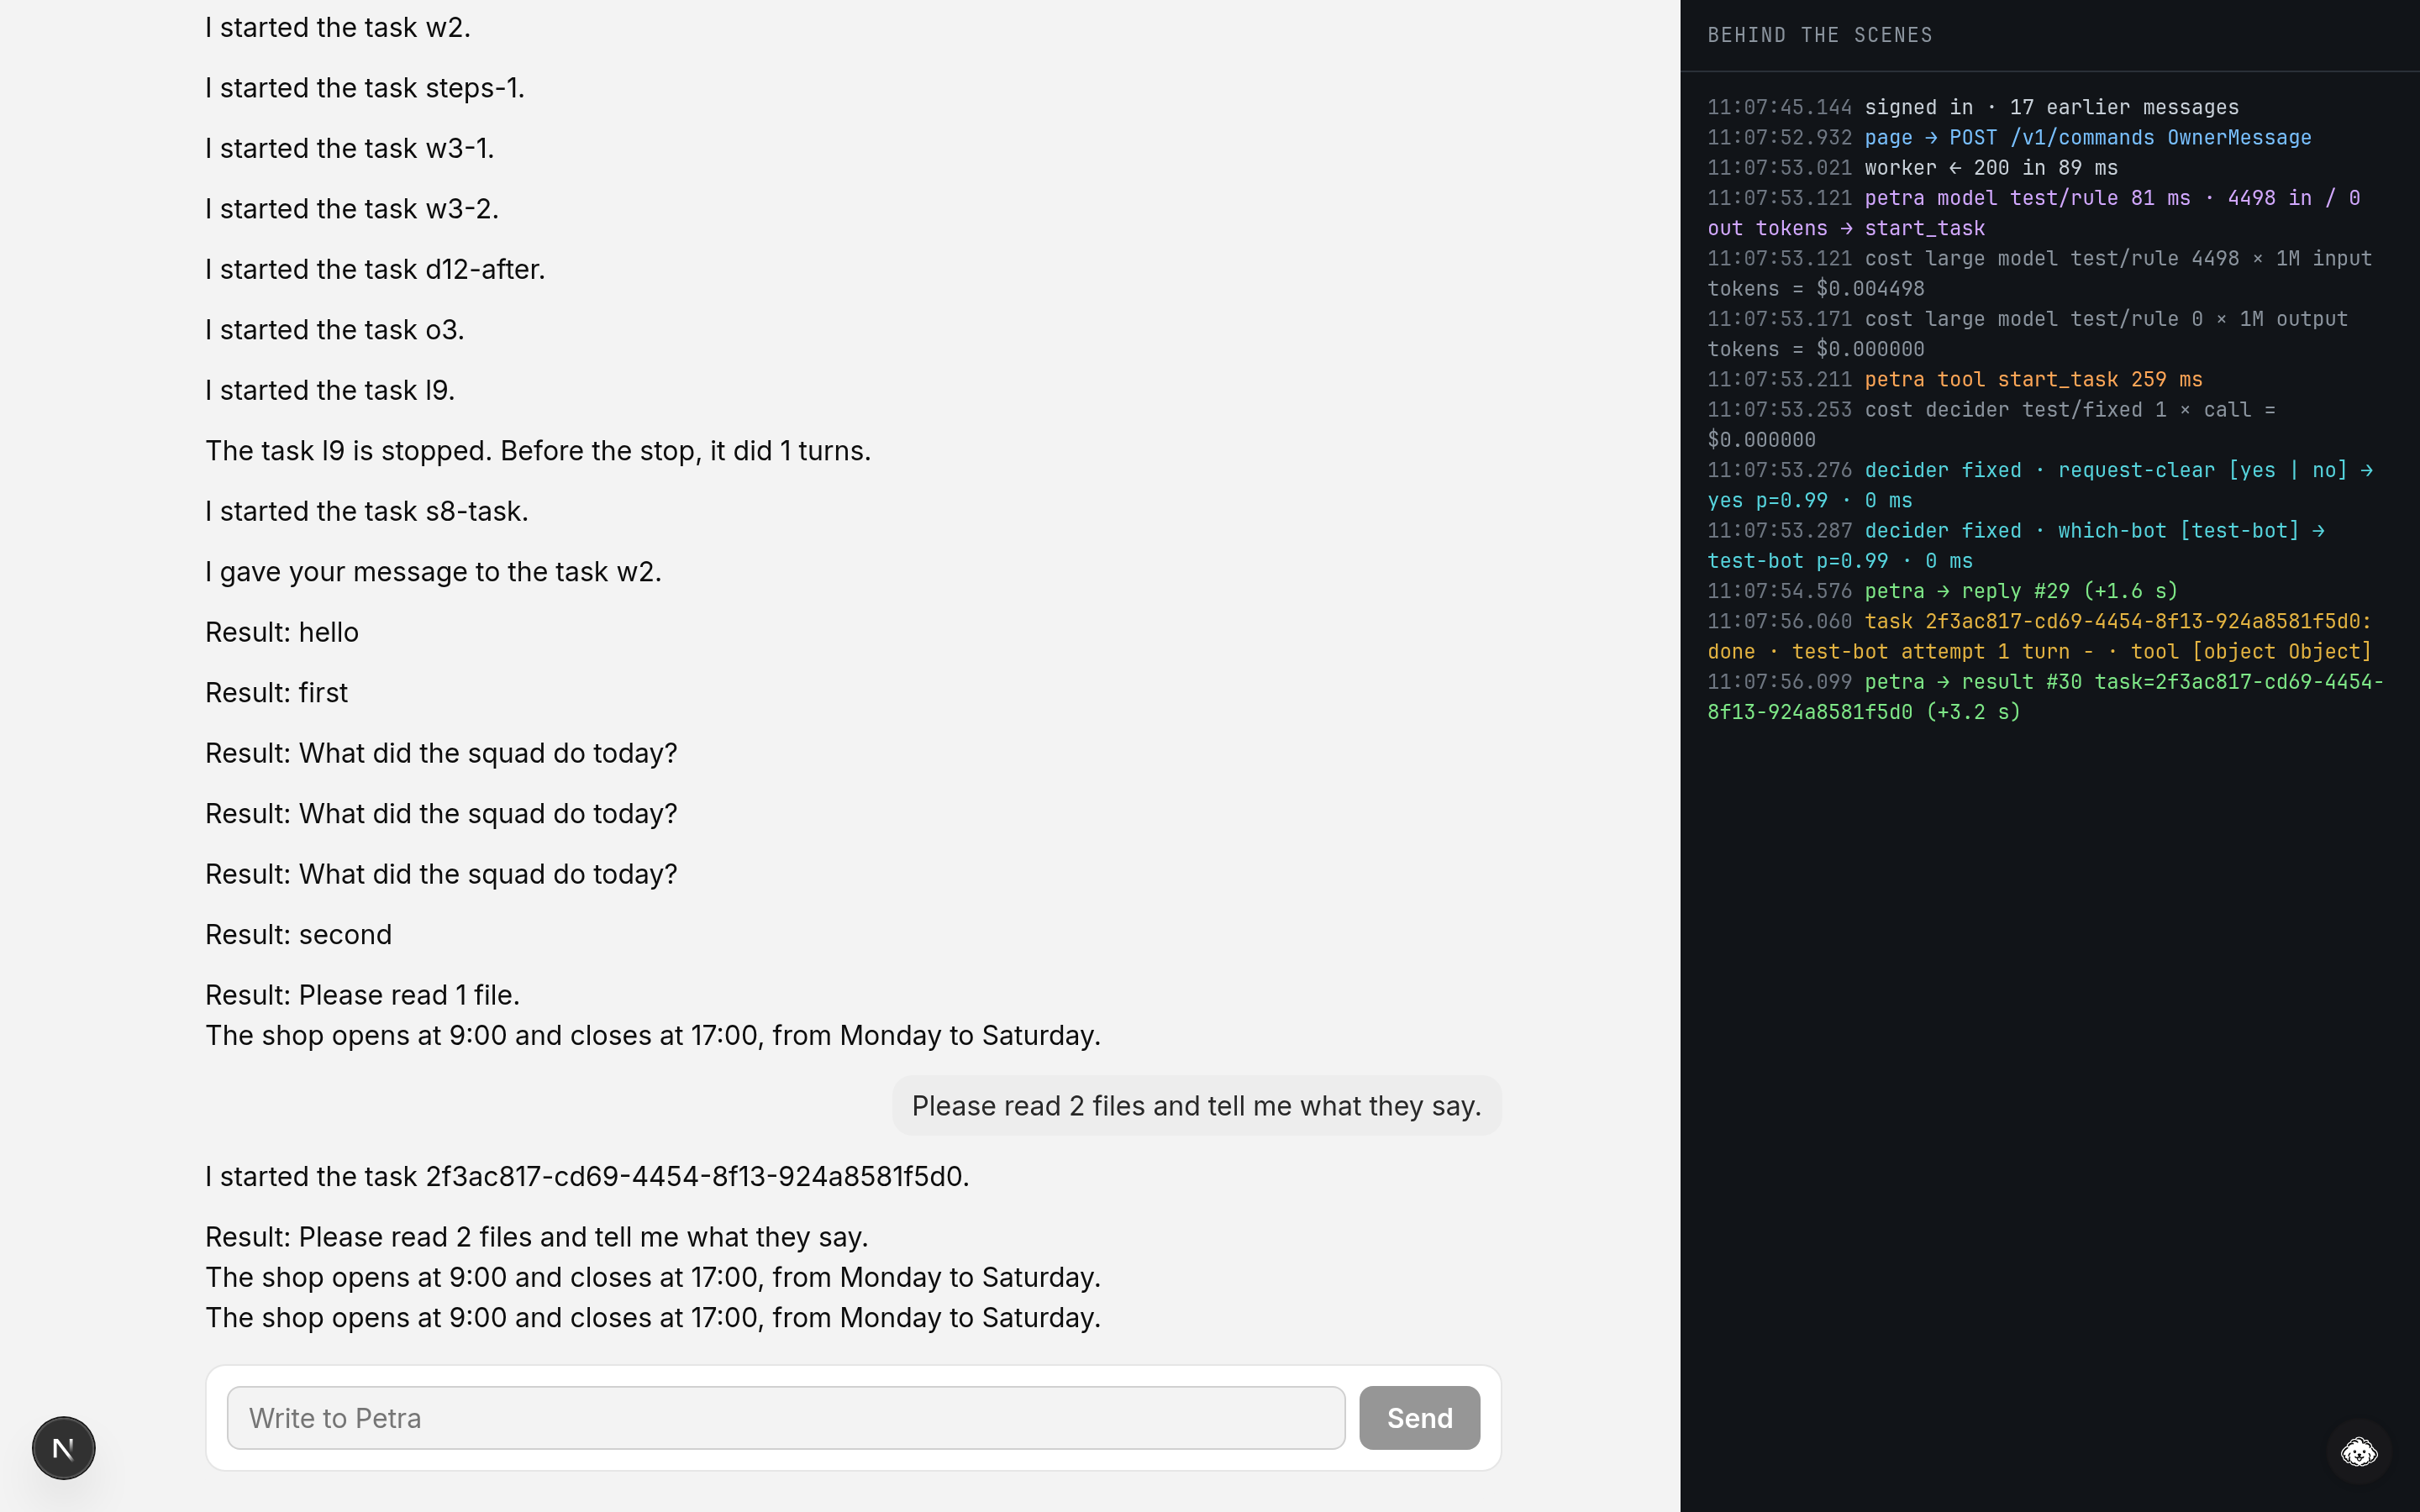 I started the task w2.
I started the task steps-1.
I started the task w3-1.
I started the task w3-2.
I started the task d12-after.
I started the task o3.
I started the task l9.
The task l9 is stopped. Before the stop, it did 1 turns.
I started the task s8-task.
I gave your message to the task w2.
Result: hello
Result: first
Result: What did the squad do today?
Result: What did the squad do today?
Result: What did the squad do today?
Result: second
Result: Please read 1 file.
The shop opens at 9:00 and closes at 17:00, from Monday to Saturday.
Please read 2 files and tell me what they say.
I started the task 2f3ac817-cd69-4454-8f13-924a8581f5d0.
Result: Please read 2 files and tell me what they say.
The shop opens at 9:00 and closes at 17:00, from Monday to Saturday.
The shop opens at 9:00 and closes at 17:00, from Monday to Saturday.
Write to Petra
Send
N
BEHIND THE SCENES
11:07:45.144 signed in · 17 earlier messages
11:07:52.932 page → POST /v1/commands OwnerMessage
11:07:53.021 worker ← 200 in 89 ms
11:07:53.121 petra model test/rule 81 ms · 4498 in / 0
out tokens → start_task
11:07:53.121 cost large model test/rule 4498 × 1M input
tokens = $0.004498
11:07:53.171 cost large model test/rule 0 × 1M output
tokens = $0.000000
11:07:53.211 petra tool start_task 259 ms
11:07:53.253 cost decider test/fixed 1 × call =
$0.000000
11:07:53.276 decider fixed · request-clear [yes | no] →
yes p=0.99 · 0 ms
11:07:53.287 decider fixed · which-bot [test-bot] →
test-bot p=0.99 · 0 ms
11:07:54.576 petra → reply #29 (+1.6 s)
11:07:56.060 task 2f3ac817-cd69-4454-8f13-924a8581f5d0:
done · test-bot attempt 1 turn - · tool [object Object]
11:07:56.099 petra → result #30 task=2f3ac817-cd69-4454-
8f13-924a8581f5d0 (+3.2 s)